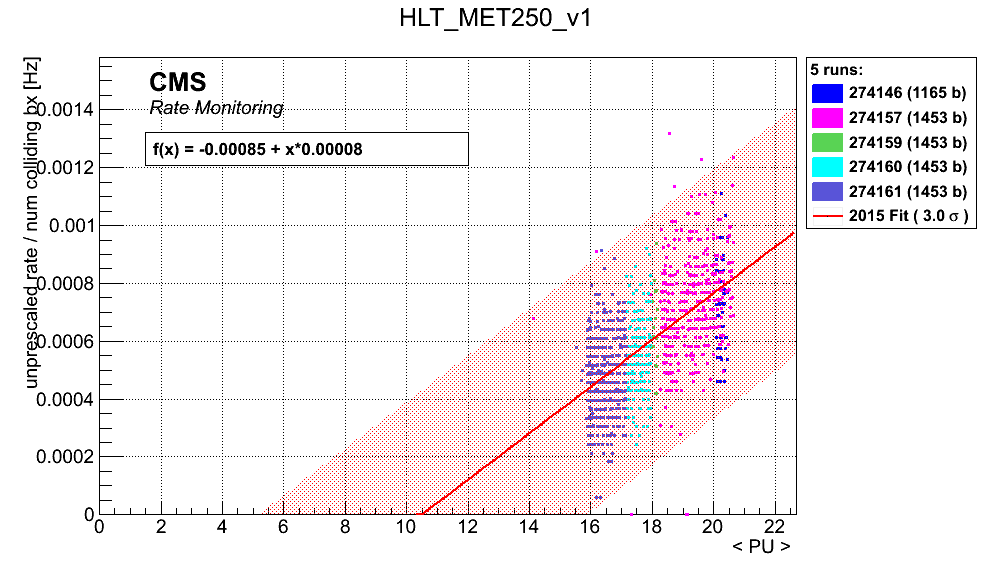 HLT_MET250_v1
unprescaled rate / num colliding bx [Hz]
CMS
Rate Monitoring
f(x) = -0.00085 + x*0.00008
0.0014
0.0012
0.001
0.0008
0.0006
0.0004
0.0002
0
0 2 4 6 8 10 12 14 16 18 20 22
< PU >
5 runs:
274146 (1165 b)
274157 (1453 b)
274159 (1453 b)
274160 (1453 b)
274161 (1453 b)
2015 Fit ( 3.0 σ )